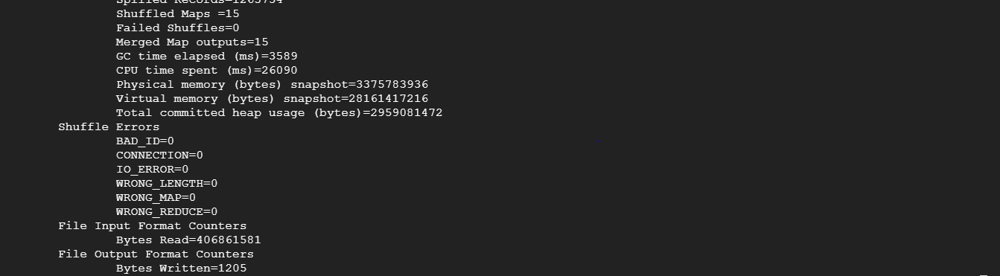 Spilled Records=1263754
Shuffled Maps =15
Failed Shuffles=0
Merged Map outputs=15
GC time elapsed (ms)=3589
CPU time spent (ms)=26090
Physical memory (bytes) snapshot=3375783936
Virtual memory (bytes) snapshot=28161417216
Total committed heap usage (bytes)=2959081472
Shuffle Errors
BAD_ID=0
CONNECTION=0
IO_ERROR=0
WRONG_LENGTH=0
WRONG_MAP=0
WRONG_REDUCE=0
File Input Format Counters
Bytes Read=406861581
File Output Format Counters
Bytes Written=1205